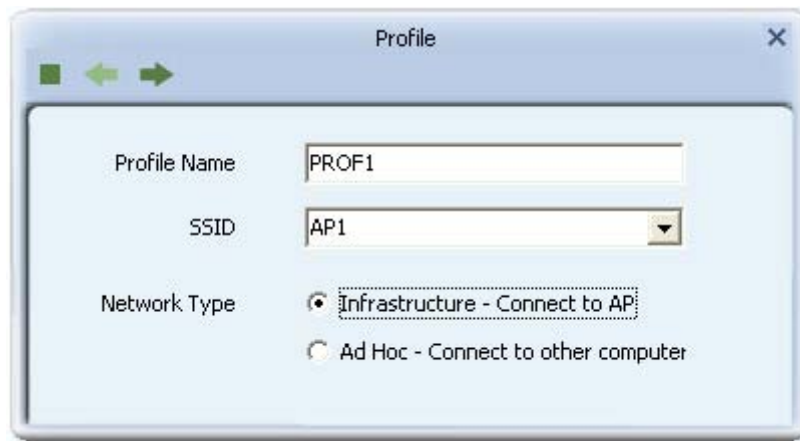 Profile
Profile Name PROF1
SSID AP1
Network Type Infrastructure - Connect to AP
Ad Hoc - Connect to other computer